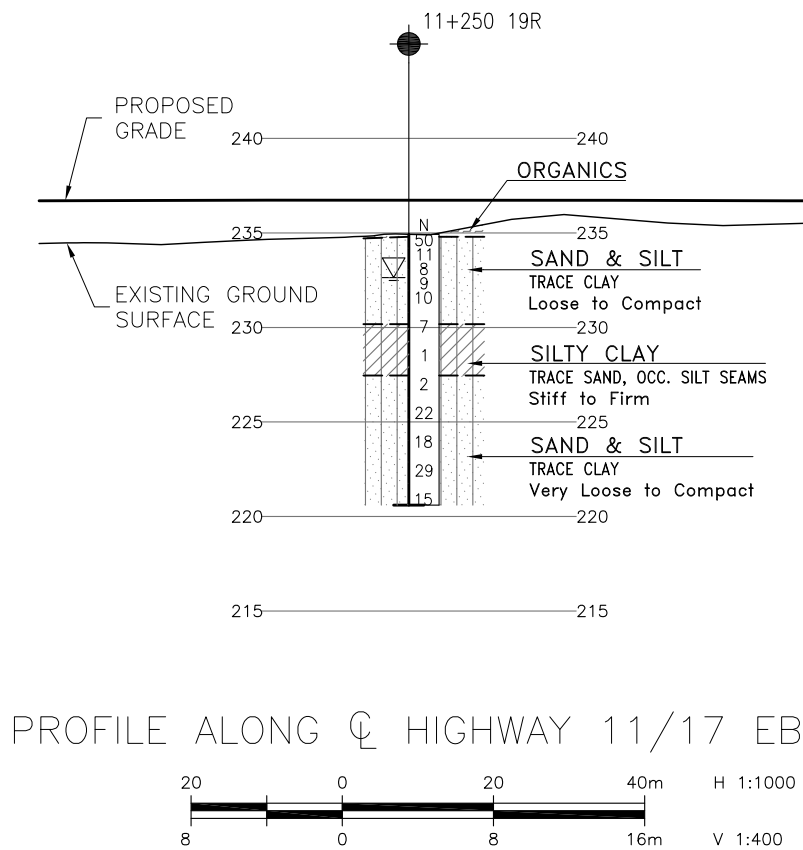 11+250 19R
PROPOSED
GRADE
240 240
ORGANICS
N
235 235
50
11
8
9
10
SAND & SILT
TRACE CLAY
Loose to Compact
EXISTING GROUND
SURFACE
230 7 230
1
SILTY CLAY
TRACE SAND, OCC. SILT SEAMS
Stiff to Firm
2
22
225 225
18
SAND & SILT
TRACE CLAY
Very Loose to Compact
29
15
220 220
215 215
PROFILE ALONG ℄ HIGHWAY 11/17 EB
20 0 20 40m H 1:1000
8 0 8 16m V 1:400